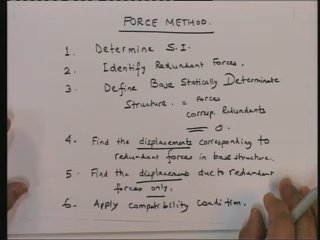 FORCE METHOD.
1. Determine S.I.
2. Identify Redundant Forces.
3. Define Base Statically Determinate
Structure. = Forces
corresp. Redundants
= 0.
4. Find the displacements corresponding to
redundant forces in base structure.
5. Find the displacement due to redundant
forces only.
6. Apply compatibility condition.